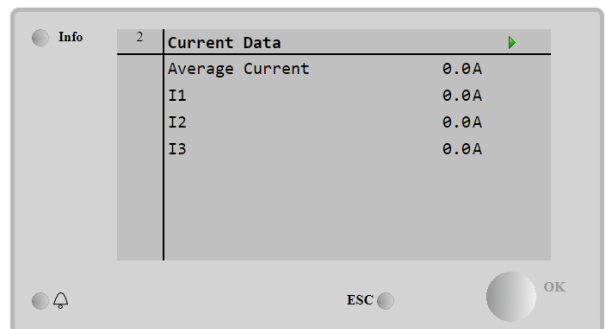 Info
2 Current Data
Average Current 0.0A
I1 0.0A
I2 0.0A
I3 0.0A
ESC
OK